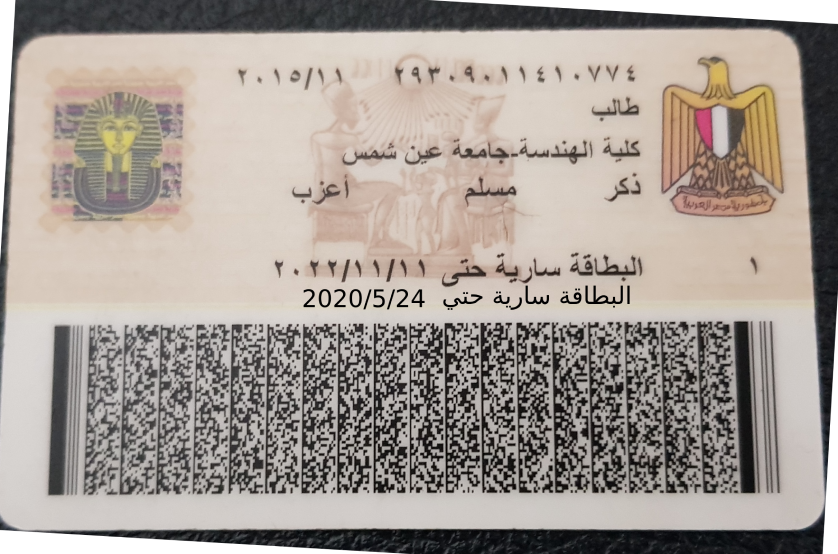 ٢٩٣٠٩٠١١٤١٠٧٧٤ ٢٠١٥/١١
طالب
كلية الهندسة-جامعة عين شمس
ذكر مسلم أعزب
١ البطاقة سارية حتى ٢٠٢٢/١١/١١
البطاقة سارية حتي 2020/5/24
جمهورية مصر العربية